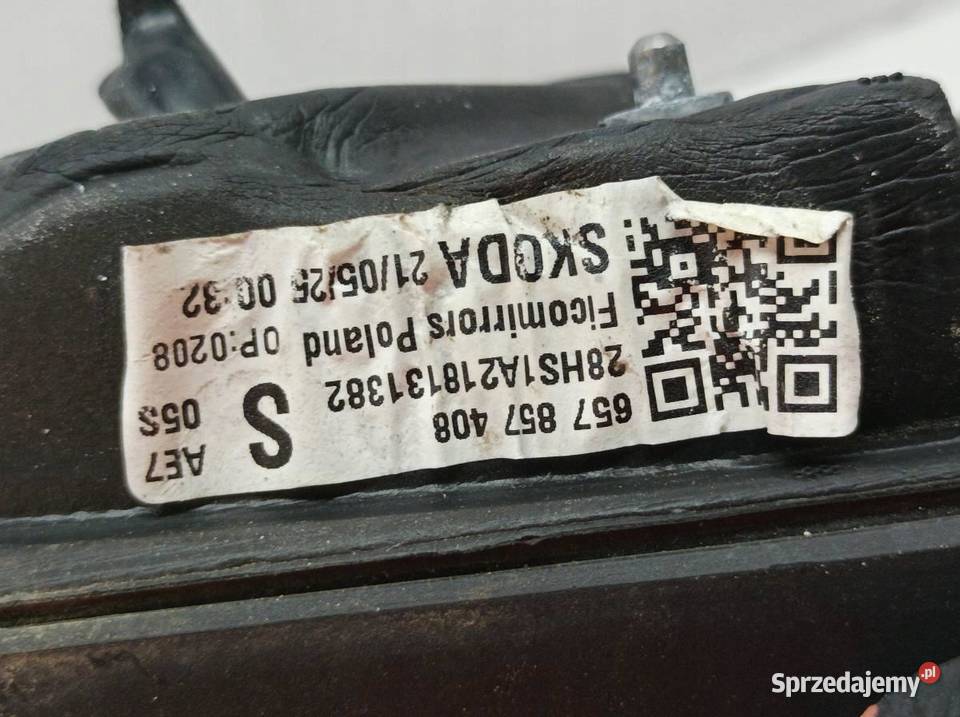 657 857 408
AE7
28HS1A218131382
S
05S
Ficomirrors Poland OP:0208
SKODA 21/05/25 00:32
Sprzedajemy.pl